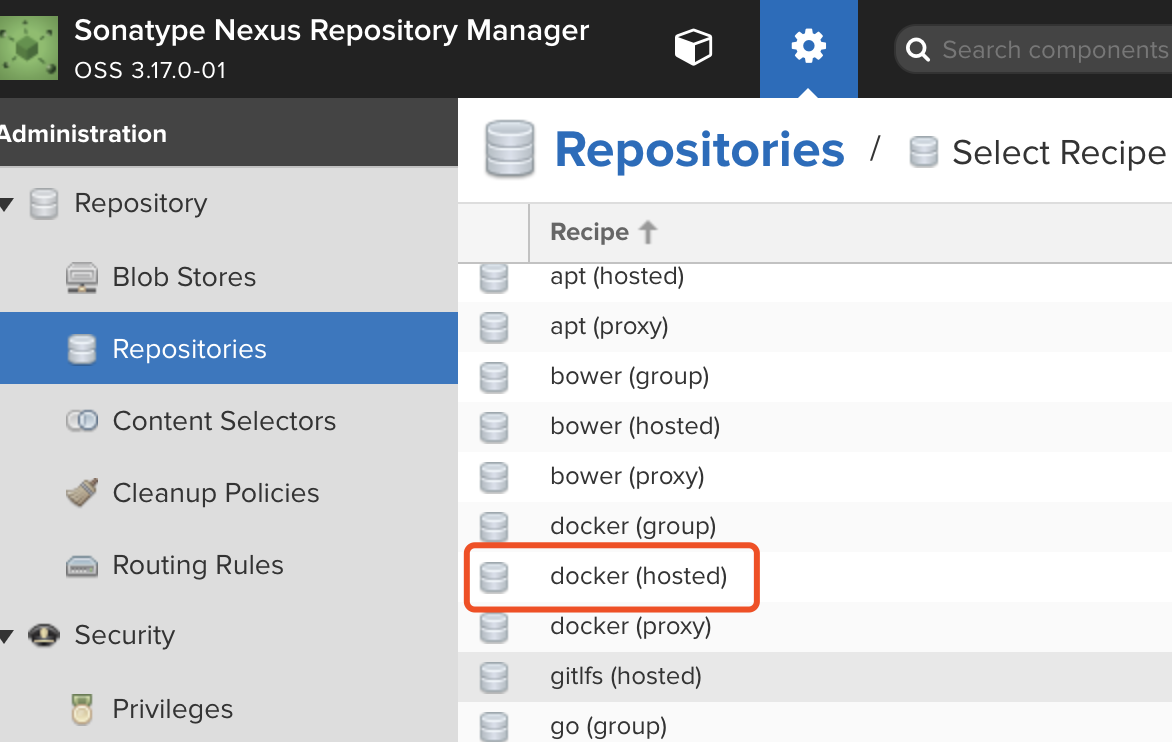 Sonatype Nexus Repository Manager
OSS 3.17.0-01
Search components
Administration
Repositories / Select Recipe
Repository
Blob Stores
Repositories
Content Selectors
Cleanup Policies
Routing Rules
Security
Privileges
Recipe
apt (hosted)
apt (proxy)
bower (group)
bower (hosted)
bower (proxy)
docker (group)
docker (hosted)
docker (proxy)
gitlfs (hosted)
go (group)